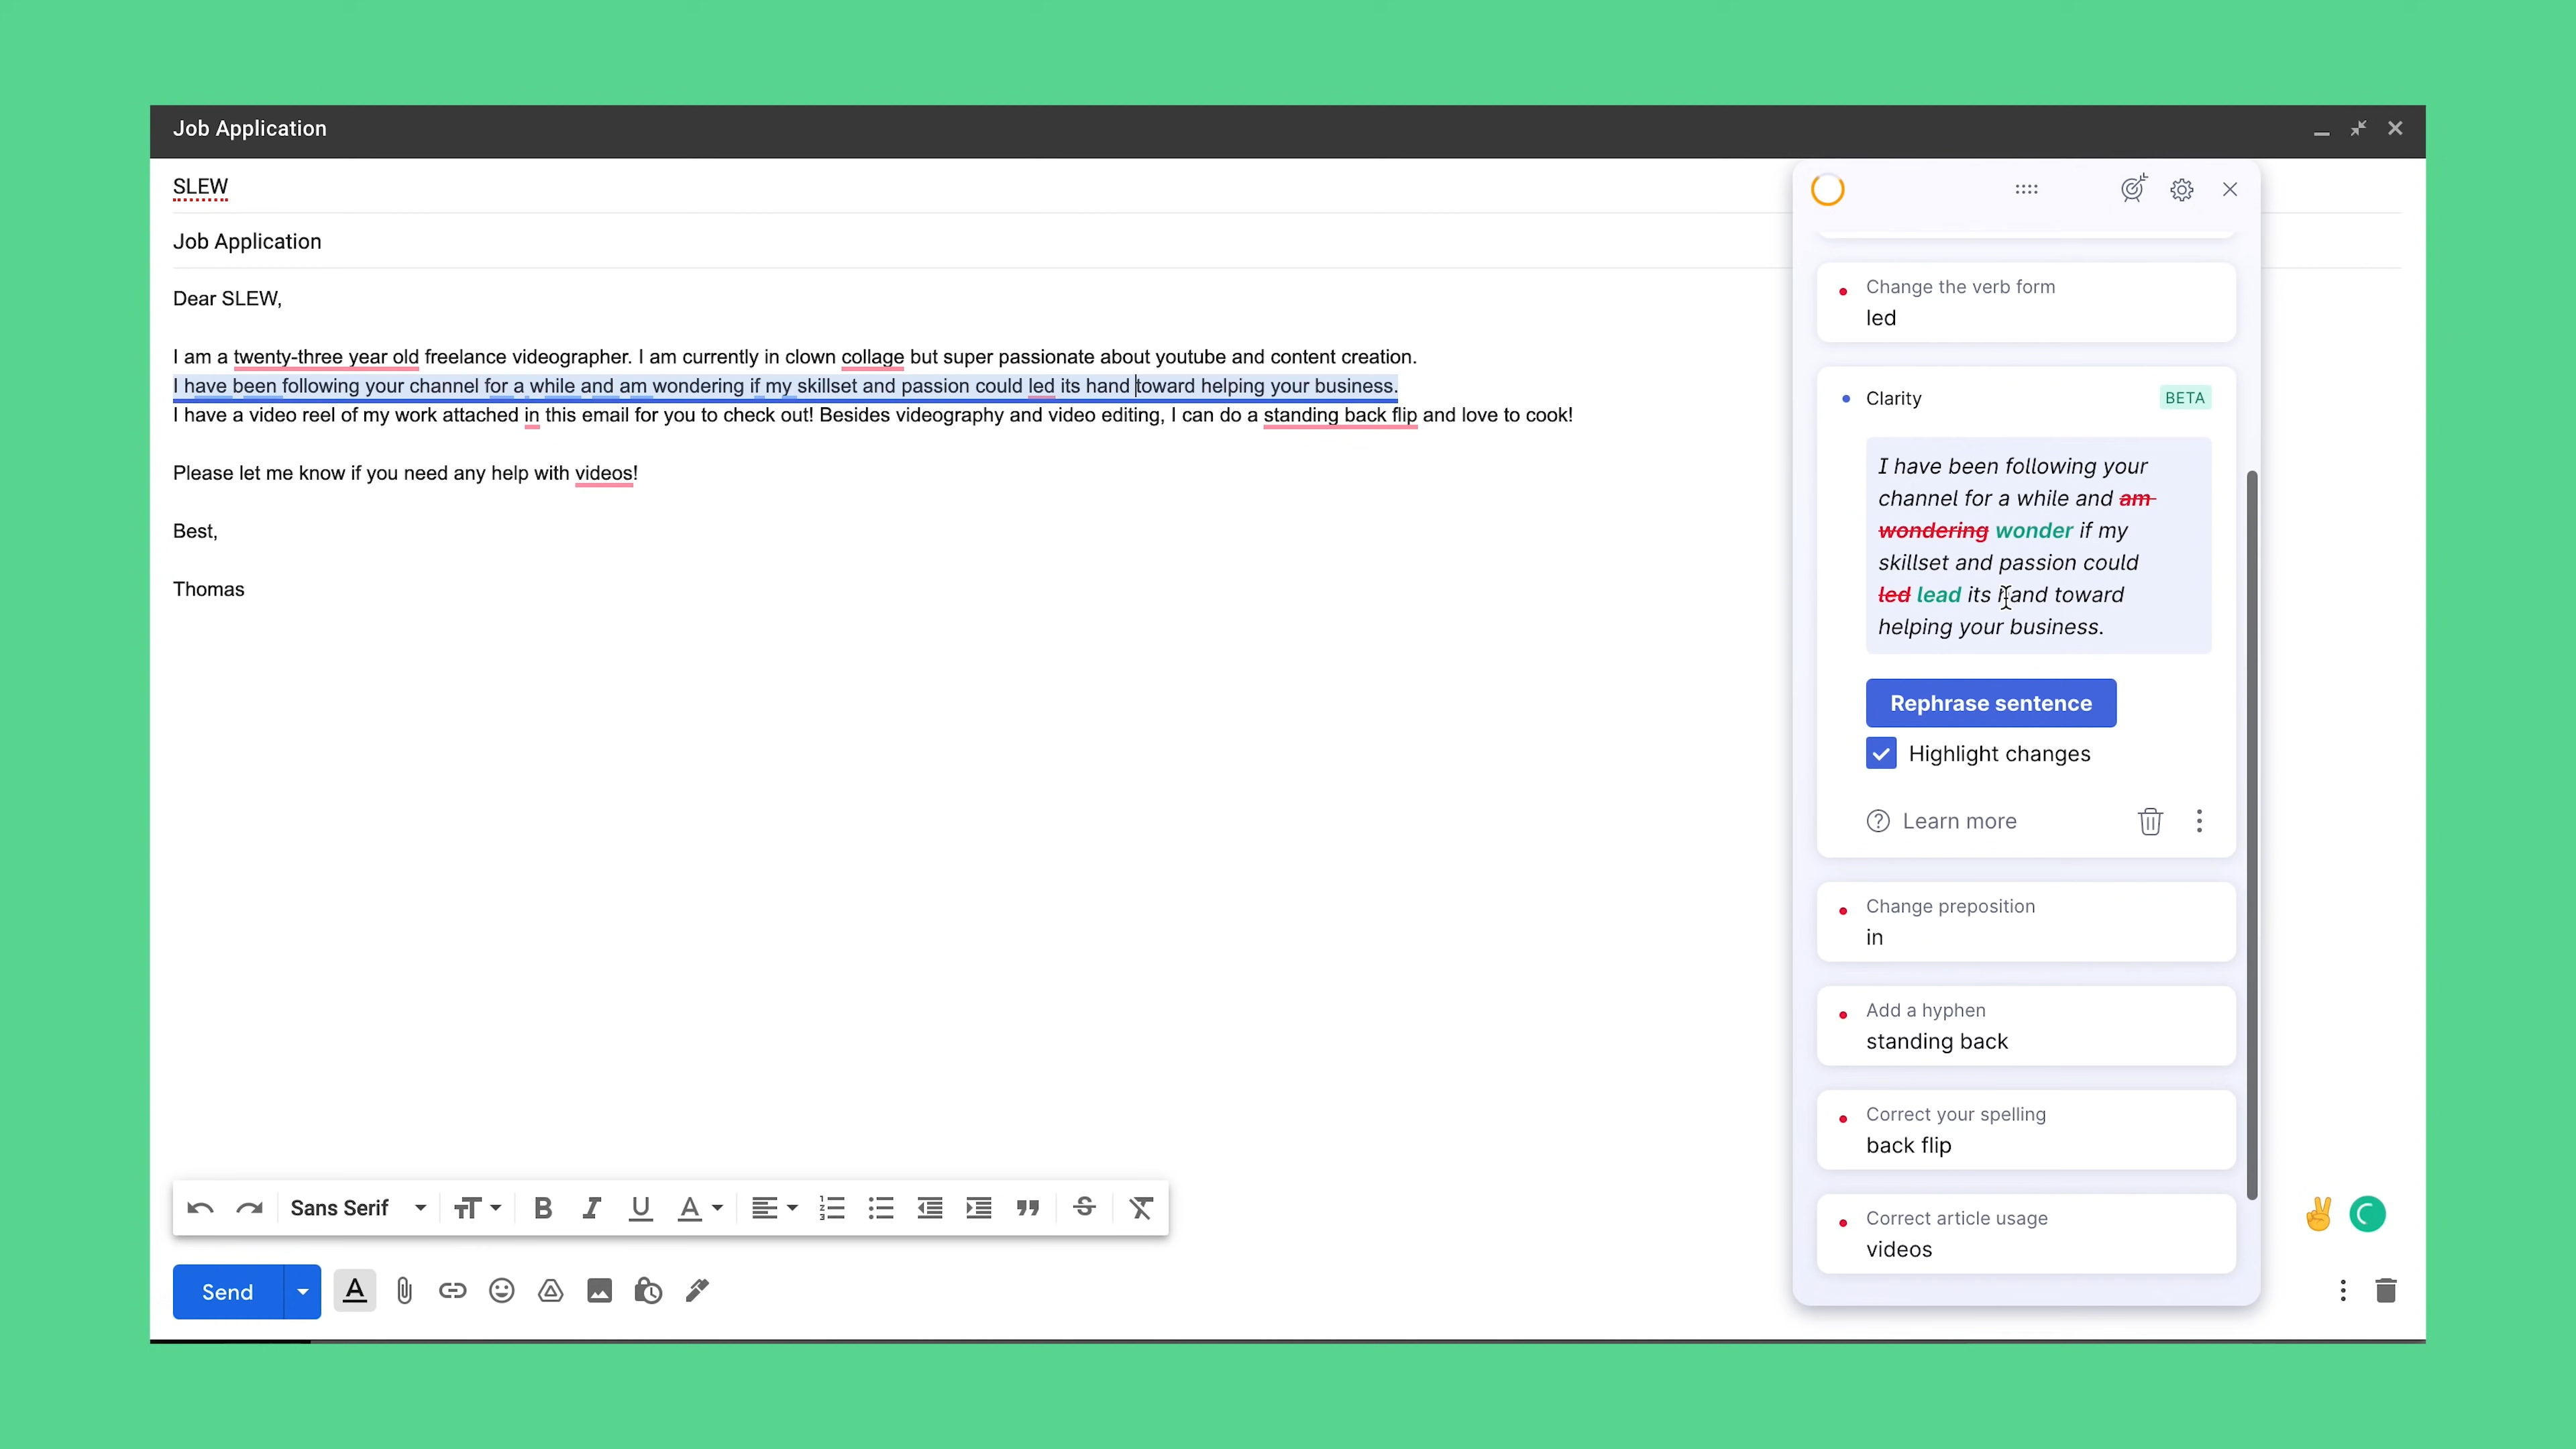 Job Application
SLEW
Job Application
Dear SLEW,
I am a twenty-three year old freelance videographer. I am currently in clown collage but super passionate about youtube and content creation.
I have been following your channel for a while and am wondering if my skillset and passion could led its hand toward helping your business.
I have a video reel of my work attached in this email for you to check out! Besides videography and video editing, I can do a standing back flip and love to cook!
Please let me know if you need any help with videos!
Best,
Thomas
Sans Serif
Send
Change the verb form
led
Clarity BETA
I have been following your
channel for a while and am
wondering wonder if my
skillset and passion could
led lead its hand toward
helping your business.
Rephrase sentence
Highlight changes
Learn more
Change preposition
in
Add a hyphen
standing back
Correct your spelling
back flip
Correct article usage
videos